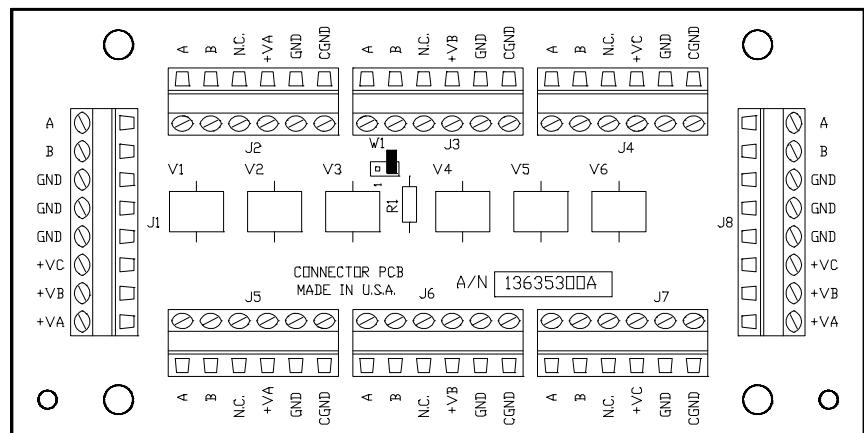 A B N.C. +VA GND CGND
A B N.C. +VB GND CGND
A B N.C. +VC GND CGND
J2
J3
J4
W1
1
A
B
GND
GND
GND
+VC
+VB
+VA
J1
V1 V2 V3 V4 V5 V6
R1
J8
A
B
GND
GND
GND
+VC
+VB
+VA
CONNECTOR PCB
MADE IN U.S.A.
A/N 13635300A
J5
J6
J7
A B N.C. +VA GND CGND
A B N.C. +VB GND CGND
A B N.C. +VC GND CGND